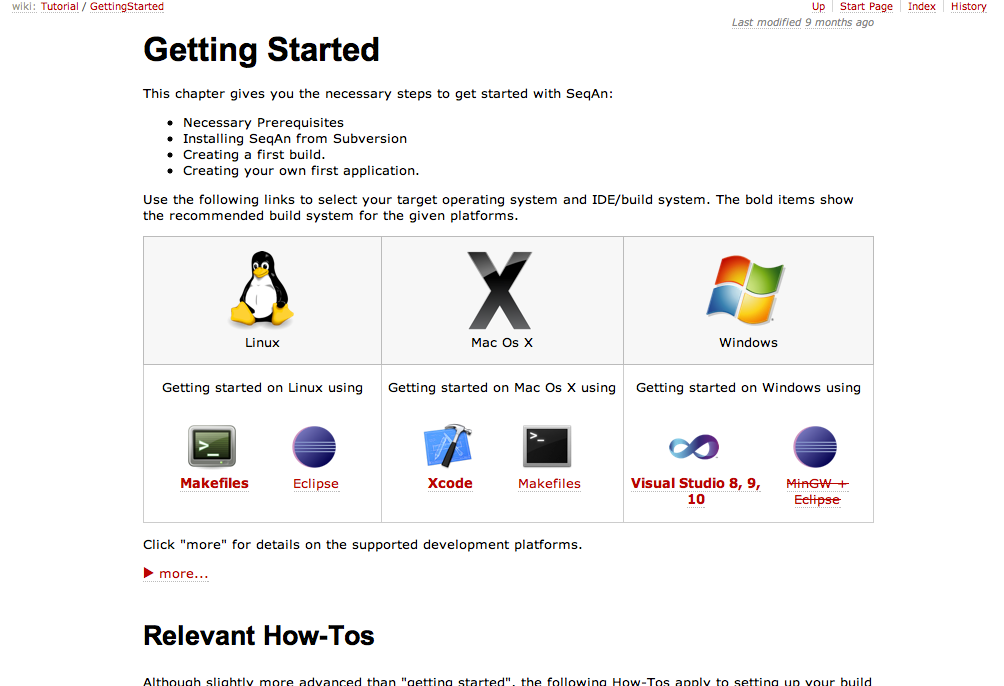 wiki: Tutorial / GettingStarted
Up Start Page Index History
Last modified 9 months ago
Getting Started
This chapter gives you the necessary steps to get started with SeqAn:
Necessary Prerequisites
Installing SeqAn from Subversion
Creating a first build.
Creating your own first application.
Use the following links to select your target operating system and IDE/build system. The bold items show
the recommended build system for the given platforms.
Linux
Mac Os X
Windows
Getting started on Linux using
Getting started on Mac Os X using
Getting started on Windows using
Makefiles
Eclipse
Xcode
Makefiles
Visual Studio 8, 9,
10
MinGW +
Eclipse
Click "more" for details on the supported development platforms.
more...
Relevant How-Tos
Although slightly more advanced than "getting started", the following How-Tos apply to setting up your build